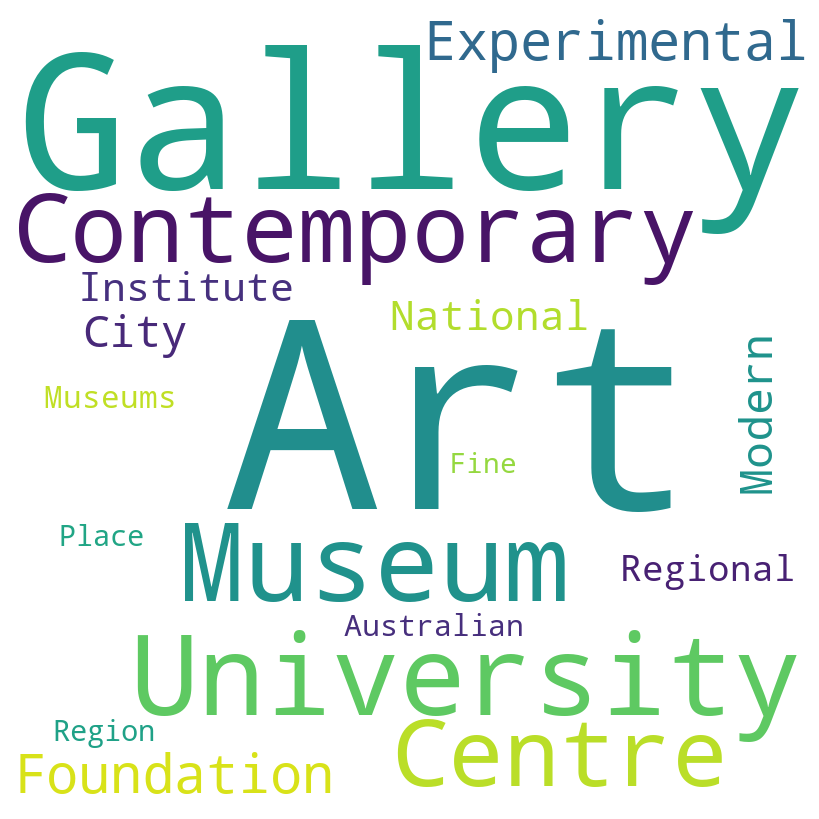 Experimental
Gallery
Contemporary
Institute
National
City
Art
Modern
Museums
Fine
Place
Museum
Regional
Australian
University
Region
Centre
Foundation